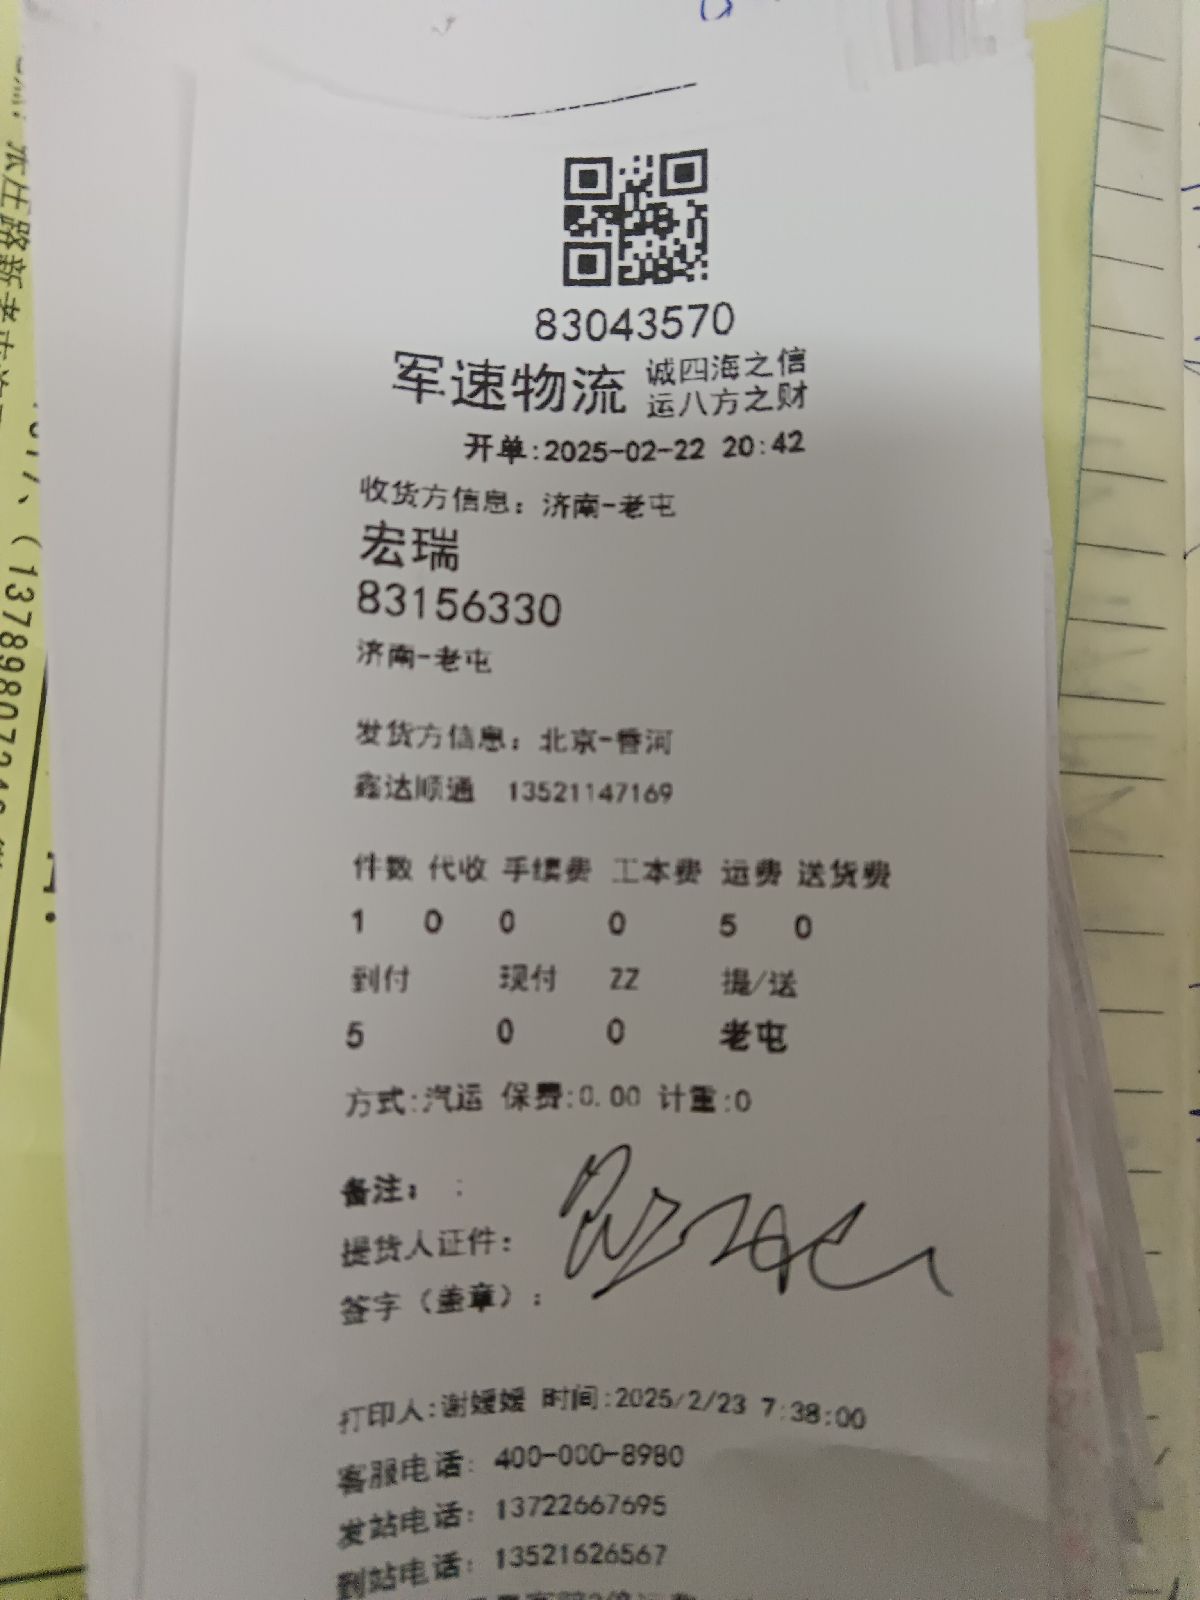 83043570
军速物流 诚四海之信
运八方之财
开单:2025-02-22 20:42
收货方信息: 济南-老屯
宏瑞
83156330
济南-老屯
发货方信息: 北京-香河
鑫达顺通 13521147169
件数 代收 手续费 工本费 运费 送货费
1 0 0 0 5 0
到付 现付 ZZ 提/送
5 0 0 老屯
方式:汽运 保费:0.00 计重:0
备注: :
提货人证件:
签字(盖章):
打印人:谢媛媛 时间:2025/2/23 7:38:00
客服电话: 400-000-8980
发站电话: 13722667695
到站电话: 13521626567